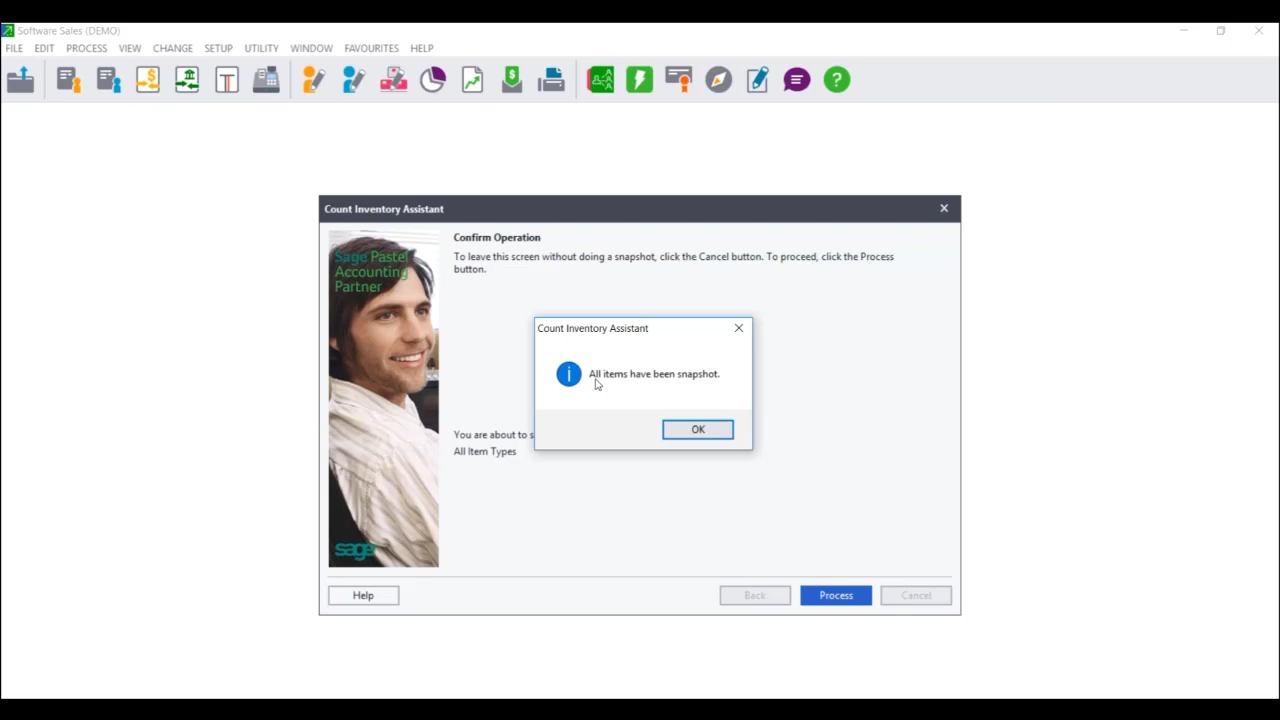 Software Sales (DEMO)
FILE EDIT PROCESS VIEW CHANGE SETUP UTILITY WINDOW FAVOURITES HELP
Count Inventory Assistant
Sage Pastel
Accounting
Partner
sage
Confirm Operation
To leave this screen without doing a snapshot, click the Cancel button. To proceed, click the Process
button.
Count Inventory Assistant
All items have been snapshot.
OK
You are about to s
All Item Types
Help Back Process Cancel